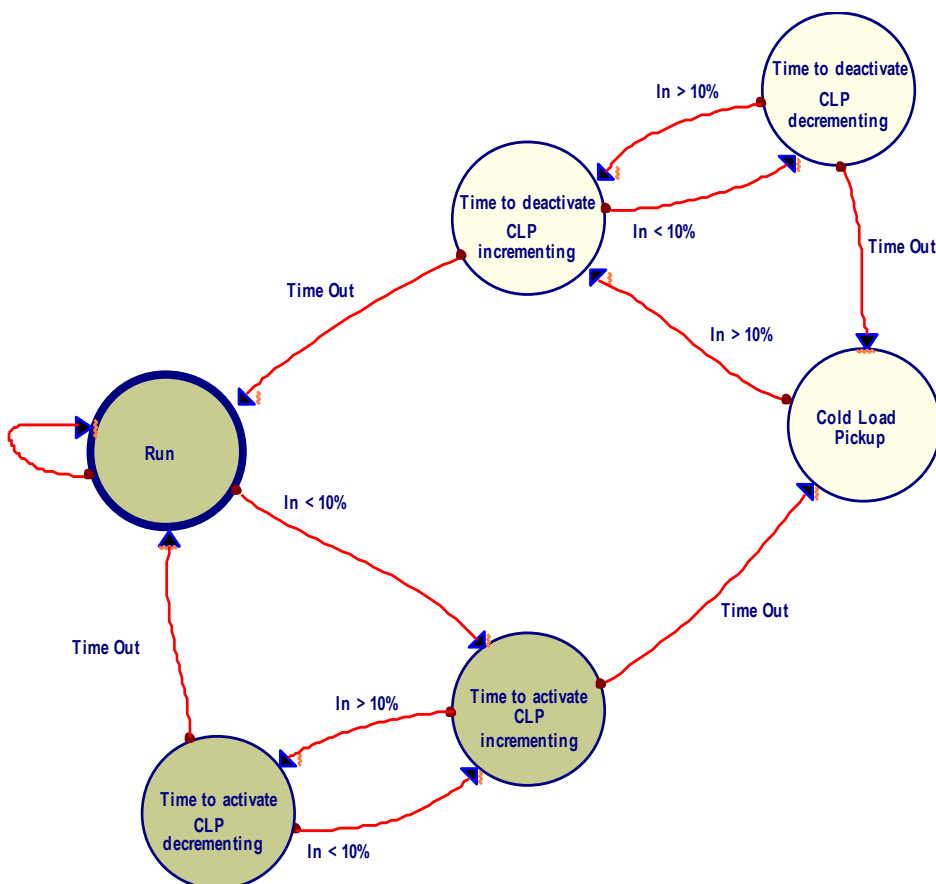 Time to deactivate
CLP
decrementing
In > 10%
Time to deactivate
CLP
incrementing
In < 10%
Time Out
Time Out
In > 10%
Cold Load
Pickup
Run
In < 10%
Time Out
Time Out
In > 10%
Time to activate
CLP
incrementing
Time to activate
CLP
decrementing
In < 10%